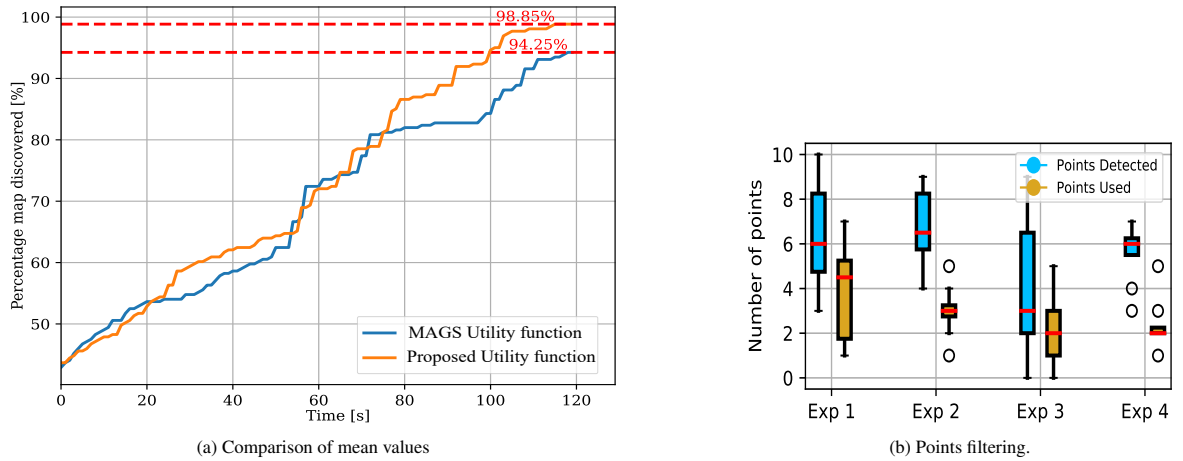 98.85%
94.25%
100
90
80
70
60
50
Percentage map discovered [%]
0
20
40
60
80
100
120
Time [s]
MAGS Utility function
Proposed Utility function
(a) Comparison of mean values
10
8
6
4
2
0
Number of points
Points Detected
Points Used
Exp 1
Exp 2
Exp 3
Exp 4
(b) Points filtering.